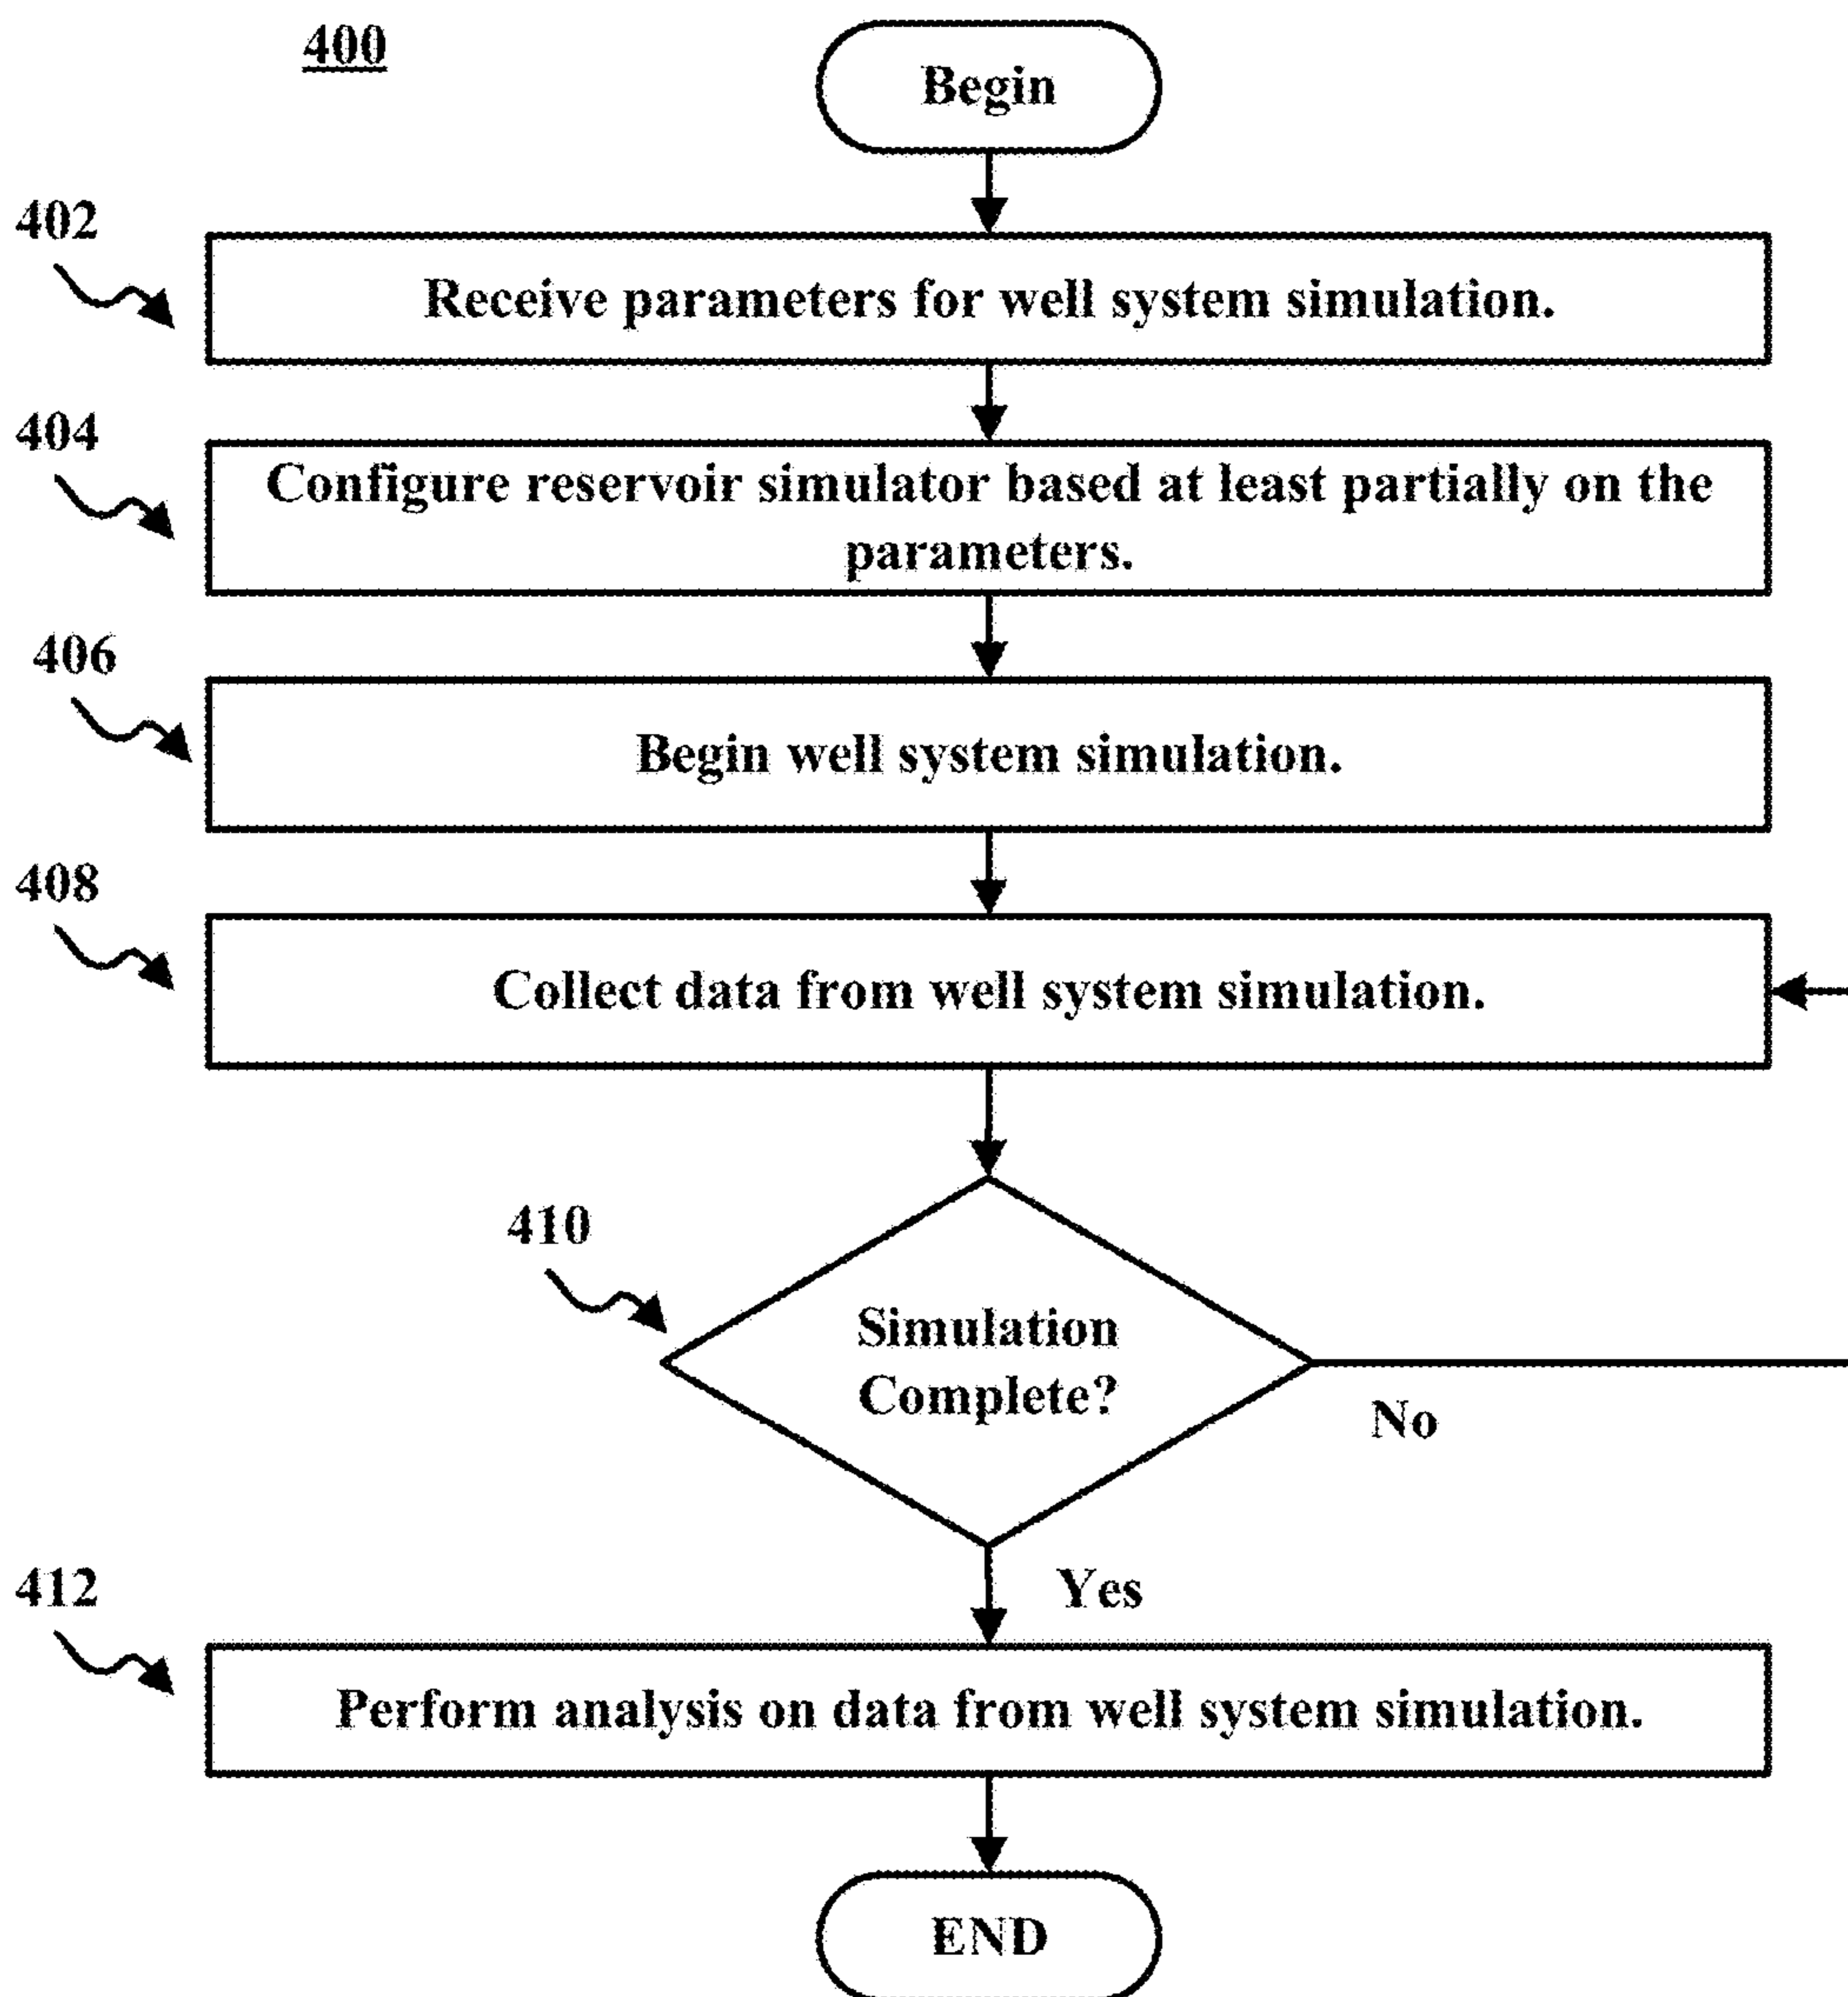 400
Begin
402
Receive parameters for well system simulation.
404
Configure reservoir simulator based at least partially on the
parameters.
406
Begin well system simulation.
408
Collect data from well system simulation.
410
Simulation
Complete?
No
Yes
412
Perform analysis on data from well system simulation.
END